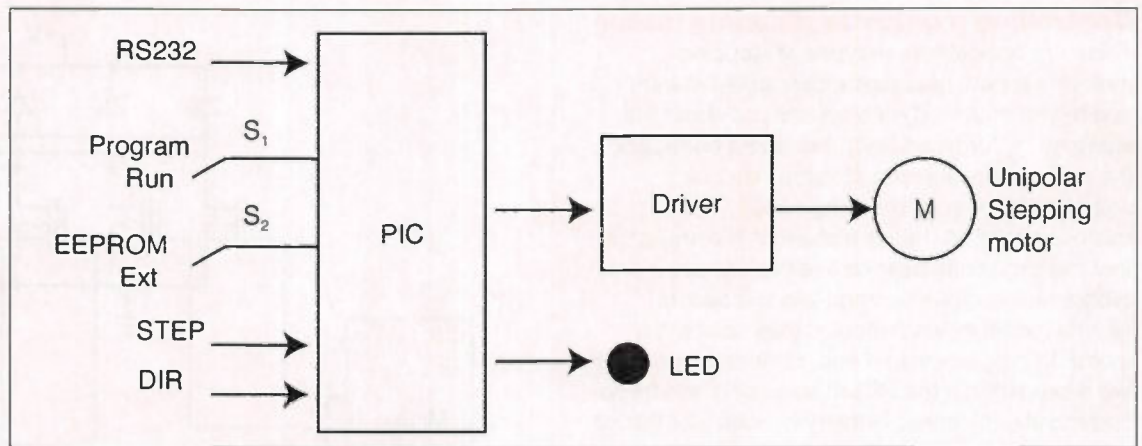 RS232
S₁
Program
Run
S₂
EEPROM
Ext
STEP
DIR
PIC
Driver
M
Unipolar
Stepping
motor
LED